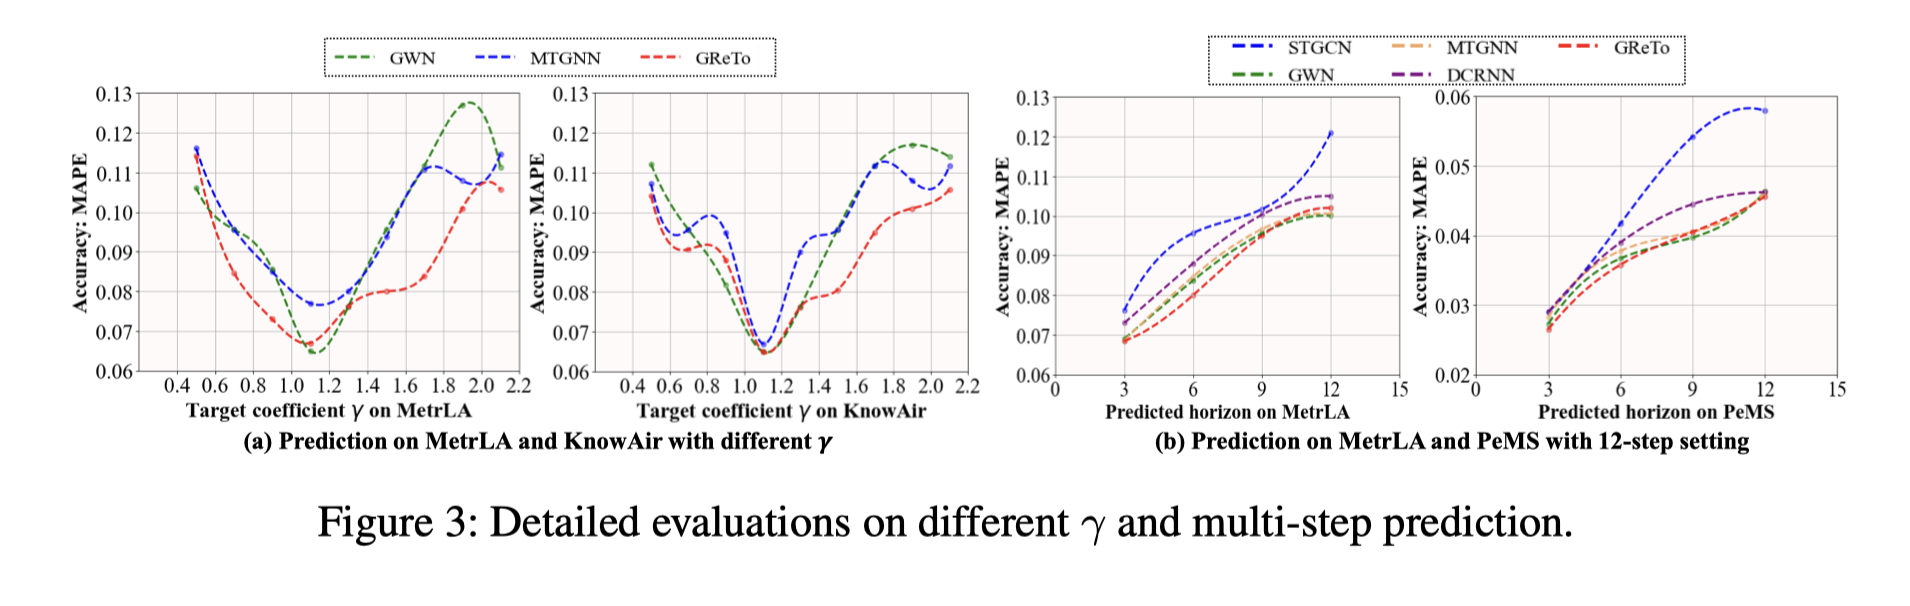 GWN MTGNN GReTo
STGCN MTGNN GReTo
GWN DCRNN
Accuracy: MAPE
0.13
0.12
0.11
0.10
0.09
0.08
0.07
0.06
0.4 0.6 0.8 1.0 1.2 1.4 1.6 1.8 2.0 2.2
Target coefficient γ on MetrLA
Accuracy: MAPE
0.13
0.12
0.11
0.10
0.09
0.08
0.07
0.06
0.4 0.6 0.8 1.0 1.2 1.4 1.6 1.8 2.0 2.2
Target coefficient γ on KnowAir
(a) Prediction on MetrLA and KnowAir with different γ
Accuracy: MAPE
0.13
0.12
0.11
0.10
0.09
0.08
0.07
0.06
0 3 6 9 12 15
Predicted horizon on MetrLA
Accuracy: MAPE
0.06
0.05
0.04
0.03
0.02
0 3 6 9 12 15
Predicted horizon on PeMS
(b) Prediction on MetrLA and PeMS with 12-step setting
Figure 3: Detailed evaluations on different γ and multi-step prediction.